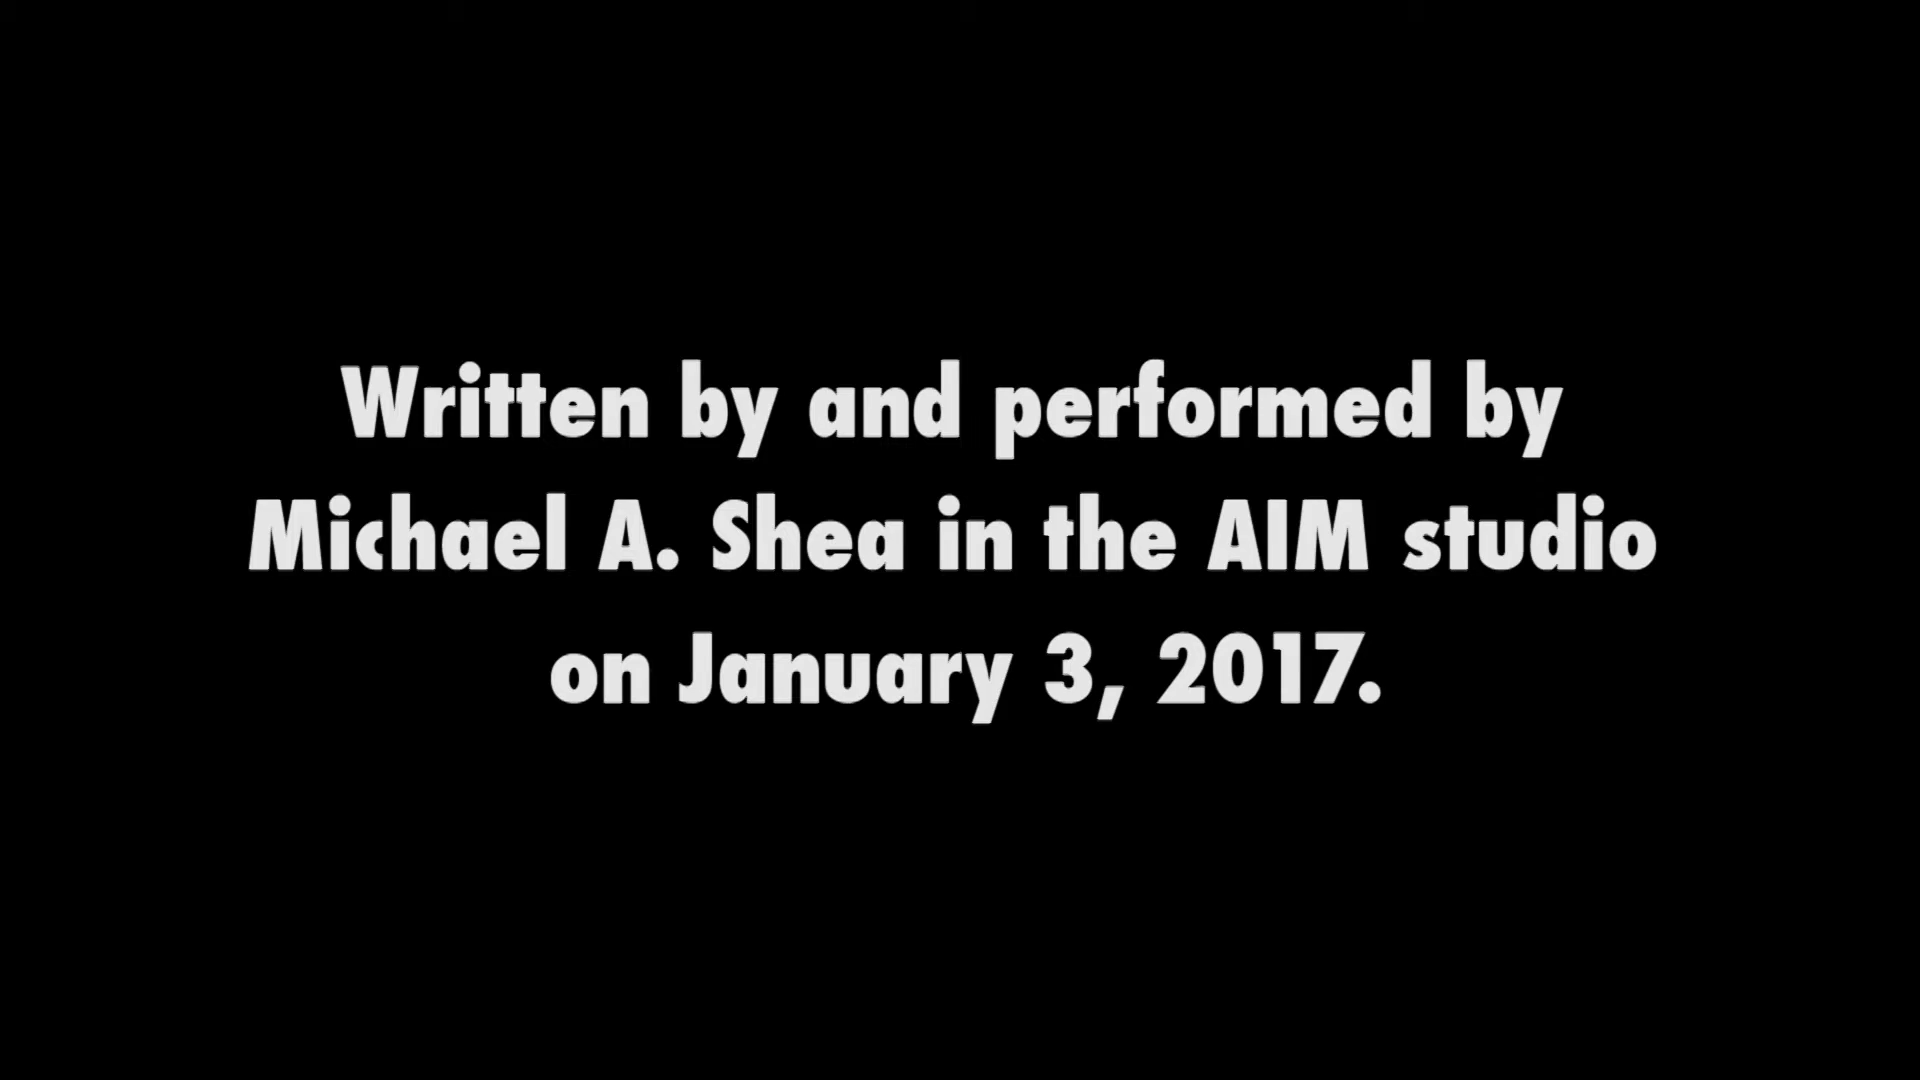 Written by and performed by
Michael A. Shea in the AIM studio
on January 3, 2017.